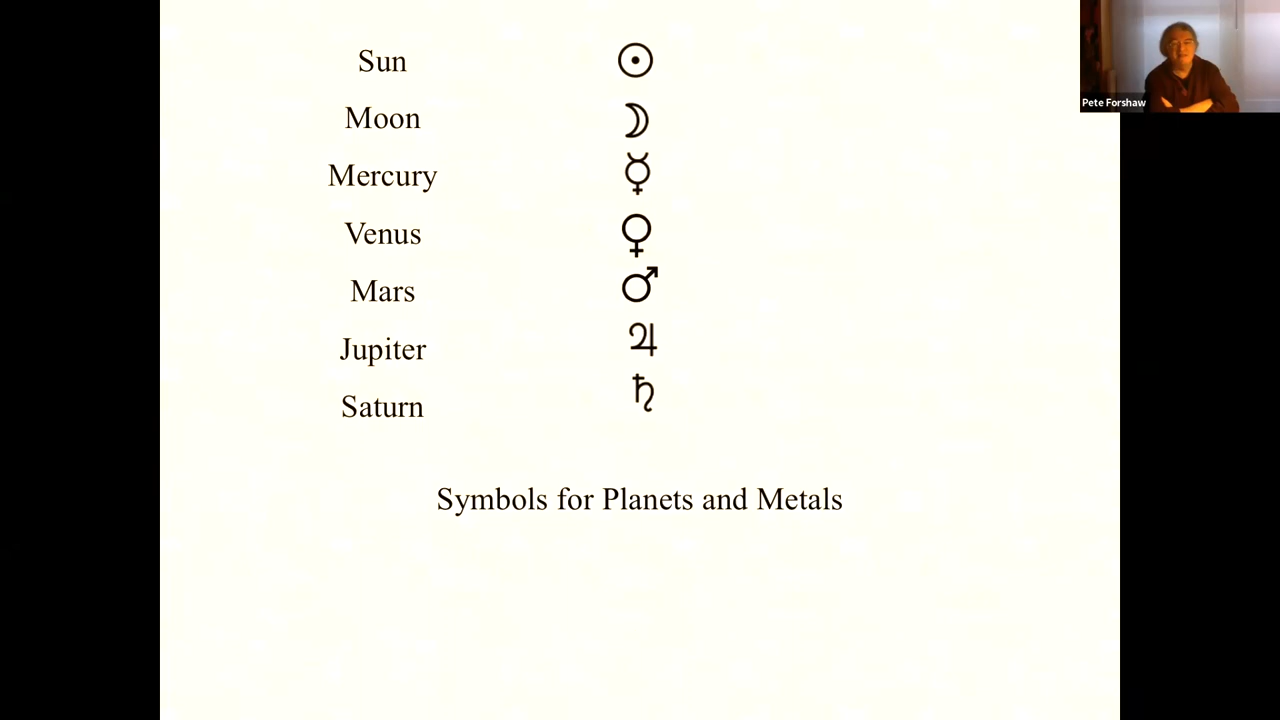 Sun ☉
Moon ☽
Mercury ☿
Venus ♀
Mars ♂
Jupiter ♃
Saturn ♄
Symbols for Planets and Metals
Pete Forshaw